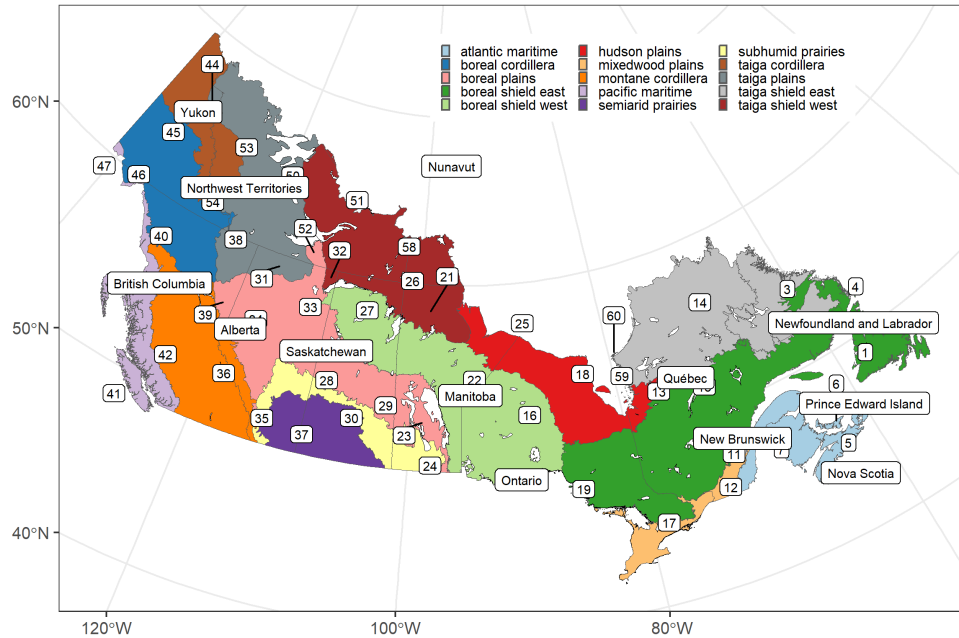 atlantic maritime
boreal cordillera
boreal plains
boreal shield east
boreal shield west
hudson plains
mixedwood plains
montane cordillera
pacific maritime
semiarid prairies
subhumid prairies
taiga cordillera
taiga plains
taiga shield east
taiga shield west
60°N
50°N
40°N
120°W
100°W
80°W
44
Yukon
45
53
47
46
Nunavut
Northwest Territories
54
51
52
40
38
32
58
31
26
21
British Columbia
39
33
27
Alberta
25
60
14
3
4
Newfoundland and Labrador
1
Saskatchewan
42
36
28
22
18
59
13
Québec
6
41
Manitoba
29
16
Prince Edward Island
35
30
37
23
New Brunswick
5
11
7
24
Ontario
19
12
Nova Scotia
17